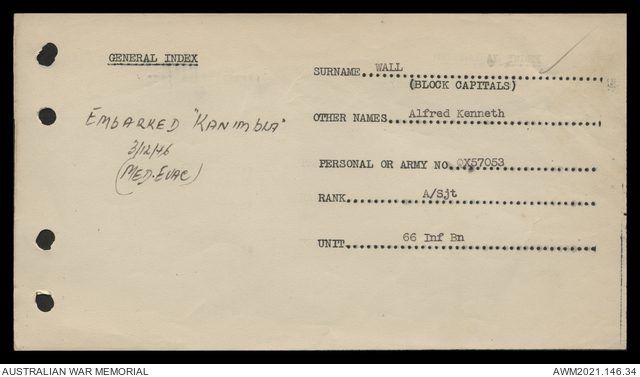 GENERAL INDEX
SURNAME WALL
(BLOCK CAPITALS)
OTHER NAMES Alfred Kenneth
EMBARKED "KANIMBLA"
3/12/46
(MED-EVAC)
PERSONAL OR ARMY NO. QX57053
RANK A/Sjt
UNIT 66 Inf Bn
AUSTRALIAN WAR MEMORIAL
AWM2021.146.34